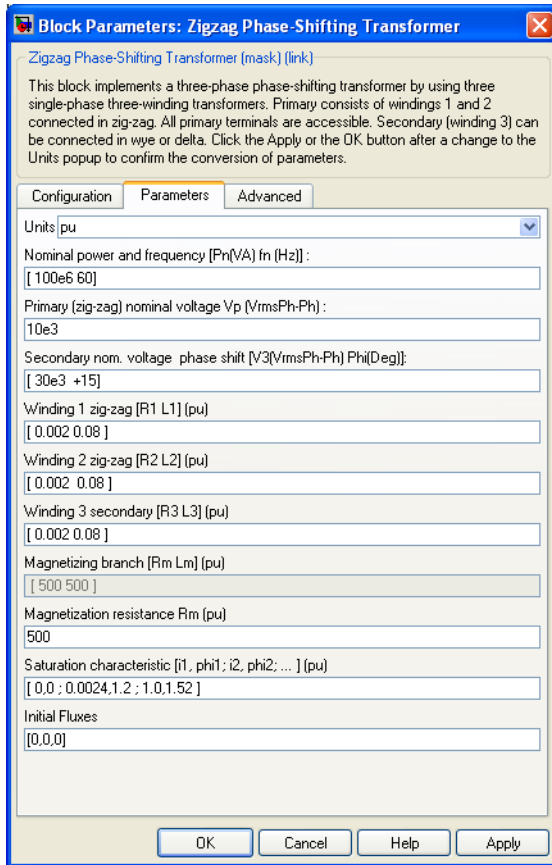 Block Parameters: Zigzag Phase-Shifting Transformer
Zigzag Phase-Shifting Transformer (mask) (link)
This block implements a three-phase phase-shifting transformer by using three
single-phase three-winding transformers. Primary consists of windings 1 and 2
connected in zig-zag. All primary terminals are accessible. Secondary (winding 3) can
be connected in wye or delta. Click the Apply or the OK button after a change to the
Units popup to confirm the conversion of parameters.
Configuration Parameters Advanced
Units pu
Nominal power and frequency [Pn(VA) fn (Hz)] :
[ 100e6 60]
Primary (zig-zag) nominal voltage Vp (VrmsPh-Ph) :
10e3
Secondary nom. voltage phase shift [V3(VrmsPh-Ph) Phi(Deg)]:
[ 30e3 +15]
Winding 1 zig-zag [R1 L1] (pu)
[ 0.002 0.08 ]
Winding 2 zig-zag [R2 L2] (pu)
[ 0.002 0.08 ]
Winding 3 secondary [R3 L3] (pu)
[ 0.002 0.08 ]
Magnetizing branch [Rm Lm] (pu)
[ 500 500 ]
Magnetization resistance Rm (pu)
500
Saturation characteristic [i1, phi1; i2, phi2; ... ] (pu)
[ 0,0 ; 0.0024,1.2 ; 1.0,1.52 ]
Initial Fluxes
[0,0,0]
OK Cancel Help Apply